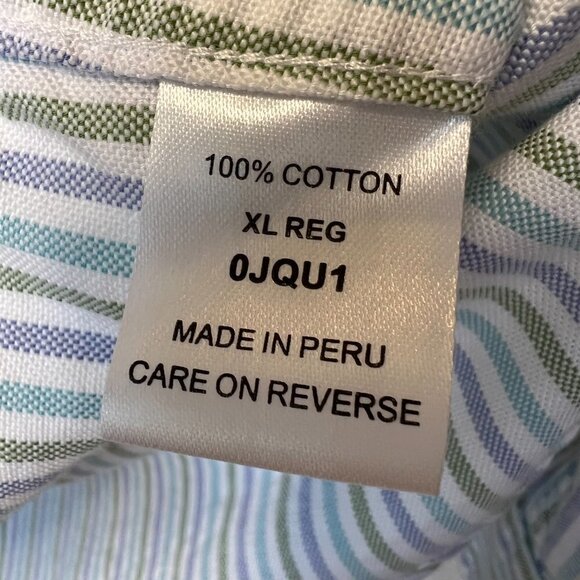 100% COTTON
XL REG
0JQU1
MADE IN PERU
CARE ON REVERSE